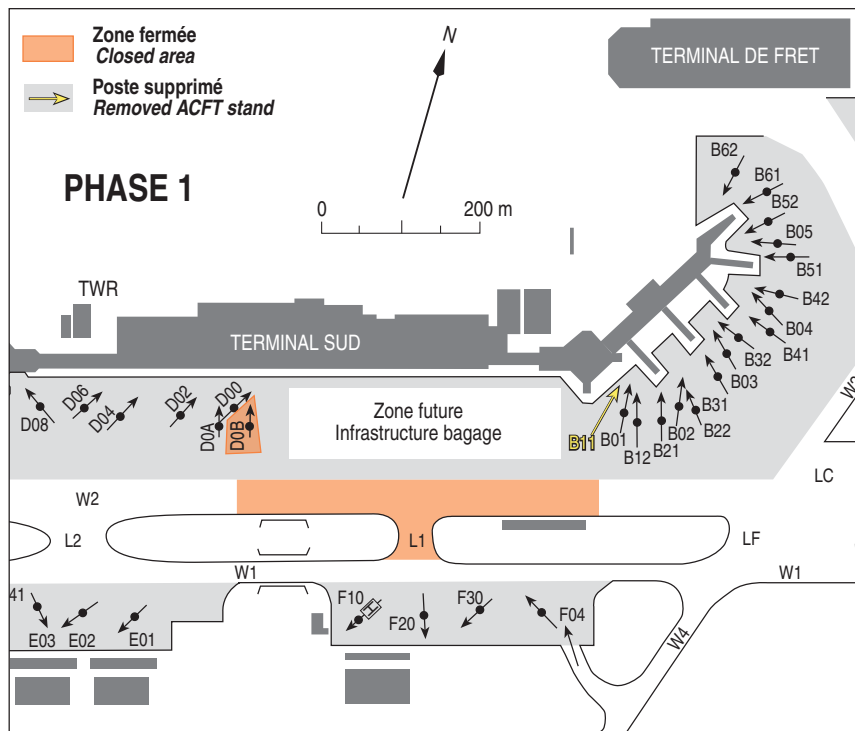 Zone fermée
Closed area
Poste supprimé
Removed ACFT stand
N
TERMINAL DE FRET
PHASE 1
0
200 m
B62
B61
B52
B05
B51
B42
B04
B41
B32
B03
B31
B22
B02
B21
B12
B01
B11
TWR
TERMINAL SUD
D08
D06
D04
D02
D00
D0A
D0B
Zone future
Infrastructure bagage
W2
LC
W2
L2
L1
LF
W1
W1
41
E03
E02
E01
F10
H
F20
F30
F04
W4